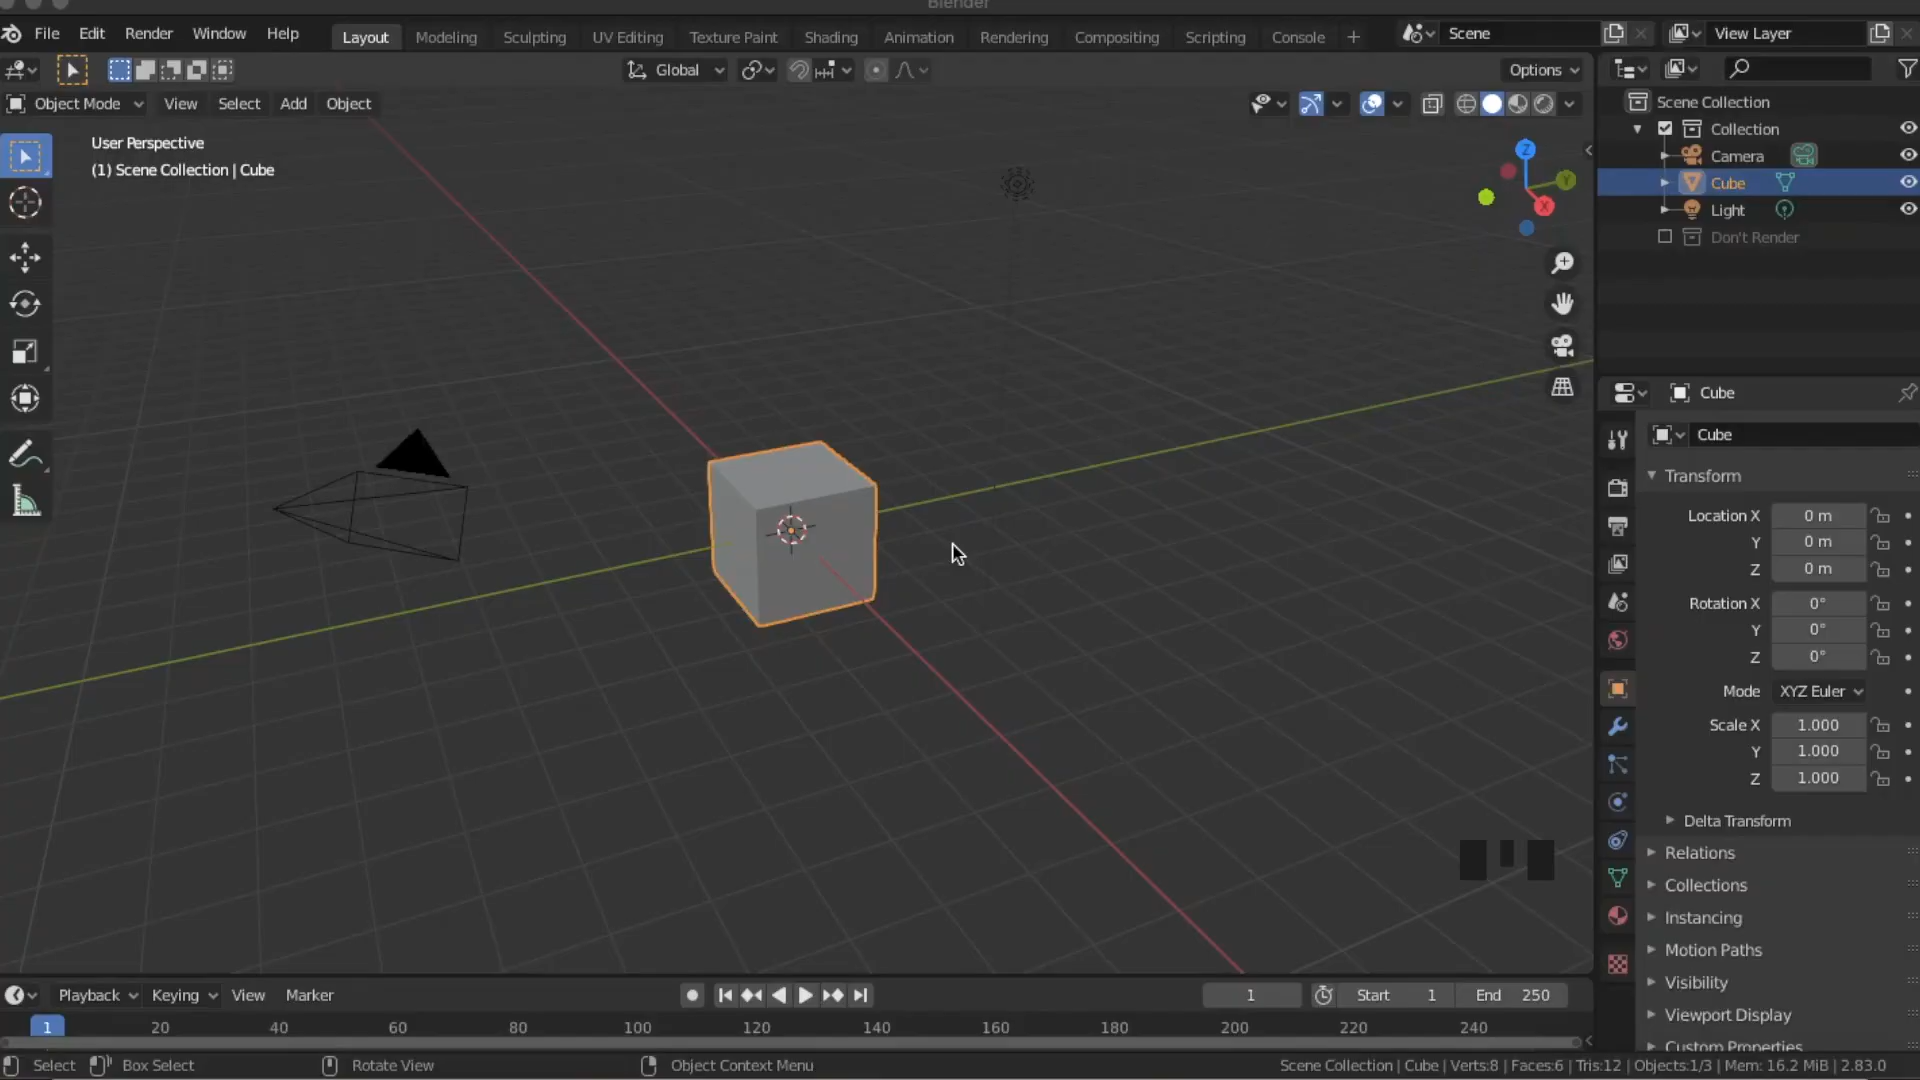 Blender
File Edit Render Window Help Layout Modeling Sculpting UV Editing Texture Paint Shading Animation Rendering Compositing Scripting Console + Scene View Layer
Global Options
Object Mode View Select Add Object
User Perspective
(1) Scene Collection | Cube
Z
Y
X
Scene Collection
Collection
Camera
Cube
Light
Don't Render
Cube
Cube
Transform
Location X 0 m
Y 0 m
Z 0 m
Rotation X 0°
Y 0°
Z 0°
Mode XYZ Euler
Scale X 1.000
Y 1.000
Z 1.000
Delta Transform
Relations
Collections
Instancing
Motion Paths
Visibility
Viewport Display
Custom Properties
Playback Keying View Marker 1 Start 1 End 250
1 20 40 60 80 100 120 140 160 180 200 220 240
Select Box Select Rotate View Object Context Menu Scene Collection | Cube | Verts:8 | Faces:6 | Tris:12 | Objects:1/3 | Mem: 16.2 MiB | 2.83.0